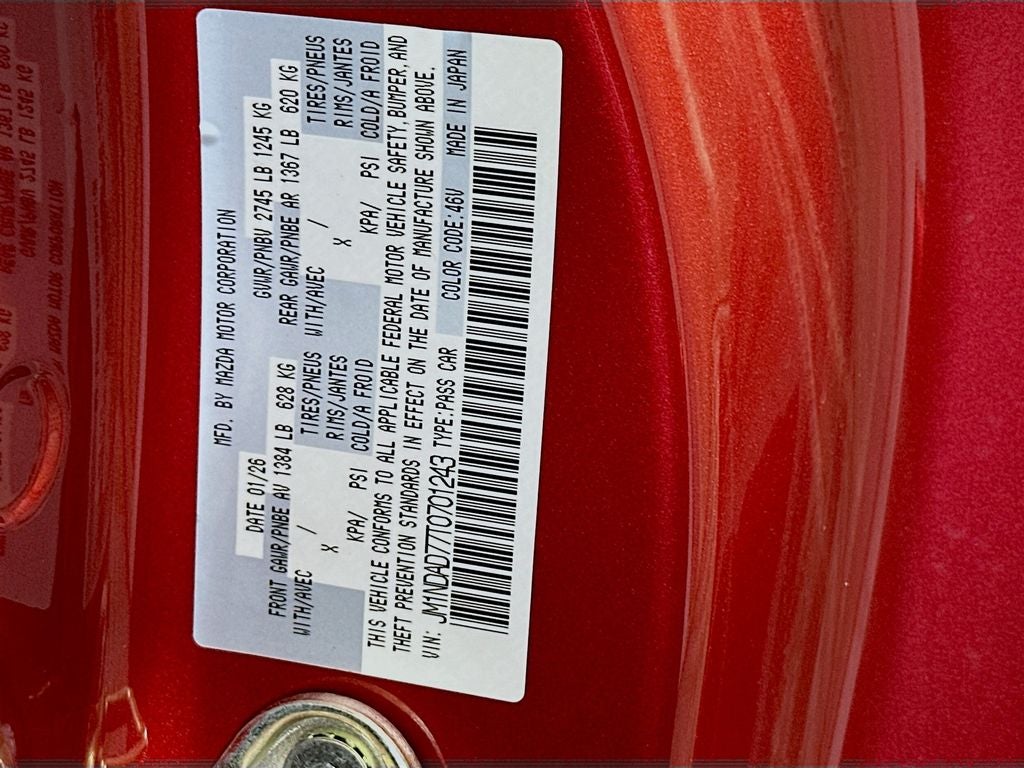 MFD. BY MAZDA MOTOR CORPORATION
DATE 01/26 GVWR/PNBV 2745 LB 1245 KG
FRONT GAWR/PNBE AV 1384 LB 628 KG REAR GAWR/PNBE AR 1367 LB 620 KG
WITH/AVEC / TIRES/PNEUS WITH/AVEC / TIRES/PNEUS
X RIMS/JANTES X RIMS/JANTES
KPA/ PSI COLD/A FROID KPA/ PSI COLD/A FROID
THIS VEHICLE CONFORMS TO ALL APPLICABLE FEDERAL MOTOR VEHICLE SAFETY, BUMPER, AND
THEFT PREVENTION STANDARDS IN EFFECT ON THE DATE OF MANUFACTURE SHOWN ABOVE.
VIN: JM1NDAD77T0701243 TYPE:PASS CAR COLOR CODE:46V MADE IN JAPAN